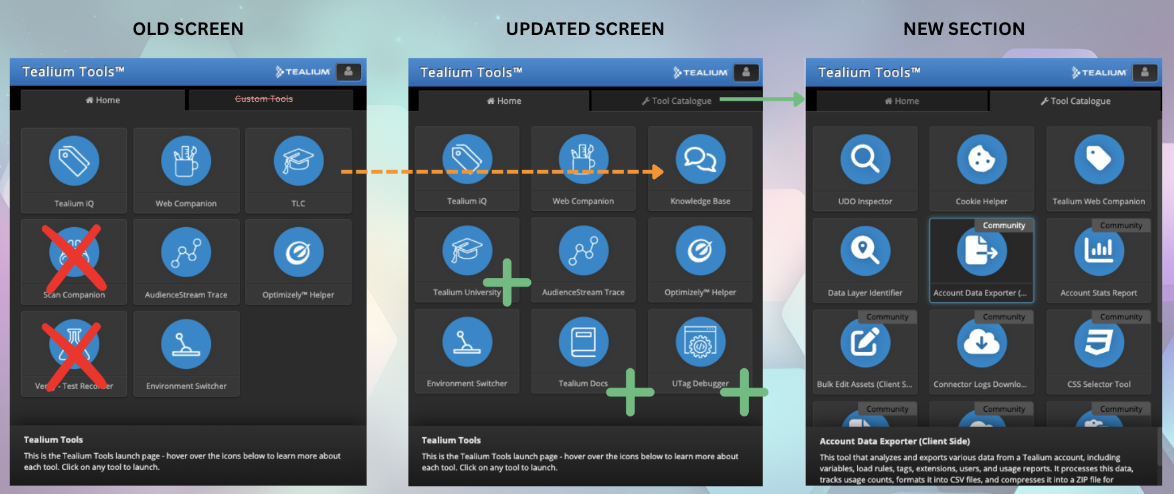 OLD SCREEN
UPDATED SCREEN
NEW SECTION
Tealium Tools™
TEALIUM
Home
Custom Tools
Tealium iQ
Web Companion
TLC
Scan Companion
AudienceStream Trace
Optimizely™ Helper
Test Recorder
Environment Switcher
Tealium Tools
This is the Tealium Tools launch page - hover over the icons below to learn more about
each tool. Click on any tool to launch.
Tealium Tools™
TEALIUM
Home
Tool Catalogue
Tealium iQ
Web Companion
Knowledge Base
Tealium University
AudienceStream Trace
Optimizely™ Helper
Environment Switcher
Tealium Docs
UTag Debugger
Tealium Tools
This is the Tealium Tools launch page - hover over the icons below to learn more about
each tool. Click on any tool to launch.
Tealium Tools™
TEALIUM
Home
Tool Catalogue
UDO Inspector
Cookie Helper
Tealium Web Companion
Community
Community
Data Layer Identifier
Account Data Exporter (...
Account Stats Report
Community
Community
Community
Bulk Edit Assets (Client S...
Connector Logs Downlo...
CSS Selector Tool
Community
Community
Community
Account Data Exporter (Client Side)
This tool that analyzes and exports various data from a Tealium account, including
variables, load rules, tags, extensions, users, and usage reports. It processes this data,
tracks usage counts, formats it into CSV files, and compresses it into a ZIP file for